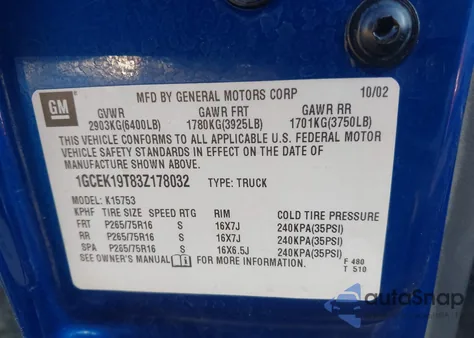 GM
MFD BY GENERAL MOTORS CORP 10/02
GVWR GAWR FRT GAWR RR
2903KG(6400LB) 1780KG(3925LB) 1701KG(3750LB)
THIS VEHICLE CONFORMS TO ALL APPLICABLE U.S. FEDERAL MOTOR
VEHICLE SAFETY STANDARDS IN EFFECT ON THE DATE OF
MANUFACTURE SHOWN ABOVE.
1GCEK19T83Z178032 TYPE: TRUCK
MODEL: K15753
KPHF TIRE SIZE SPEED RTG RIM COLD TIRE PRESSURE
FRT P265/75R16 S 16X7J 240KPA(35PSI)
RR P265/75R16 S 16X7J 240KPA(35PSI)
SPA P265/75R16 S 16X6.5J 240KPA(35PSI)
SEE OWNER'S MANUAL i FOR MORE INFORMATION. F 480
T 510
autoSnap